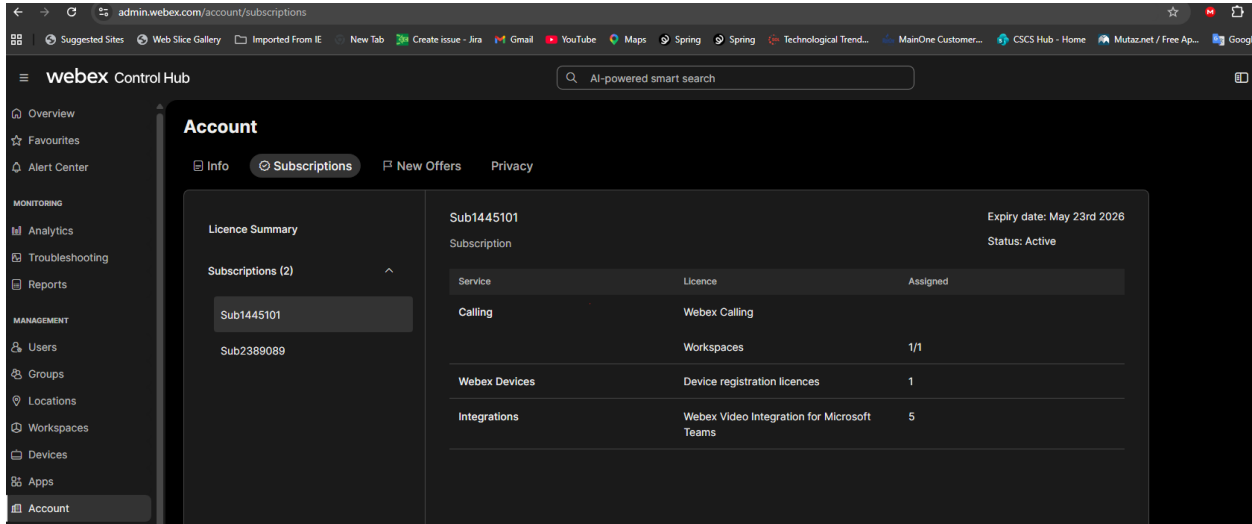 admin.webex.com/account/subscriptions
Suggested Sites Web Slice Gallery Imported From IE New Tab Create issue - Jira Gmail YouTube Maps Spring Spring Technological Trend... MainOne Customer... CSCS Hub - Home Mutaz.net / Free Ap... Goog
webex Control Hub
AI-powered smart search
Overview
Favourites
Alert Center
MONITORING
Analytics
Troubleshooting
Reports
MANAGEMENT
Users
Groups
Locations
Workspaces
Devices
Apps
Account
Account
Info Subscriptions New Offers Privacy
Licence Summary
Subscriptions (2)
Sub1445101
Sub2389089
Sub1445101
Subscription
Expiry date: May 23rd 2026
Status: Active
Service Licence Assigned
Calling Webex Calling
Workspaces 1/1
Webex Devices Device registration licences 1
Integrations Webex Video Integration for Microsoft 5
Teams